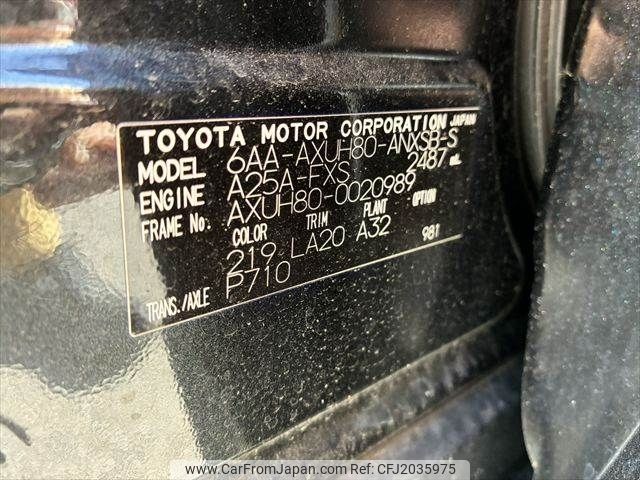 TOYOTA MOTOR CORPORATION JAPAN
MODEL 6AA-AXUH80-ANXSB-S
ENGINE A25A-FXS 2487 mL
FRAME No. AXUH80-0020989
COLOR TRIM PLANT OPTION
219 LA20 A32 981
TRANS./AXLE P710
www.CarFromJapan.com for CFJ2035975